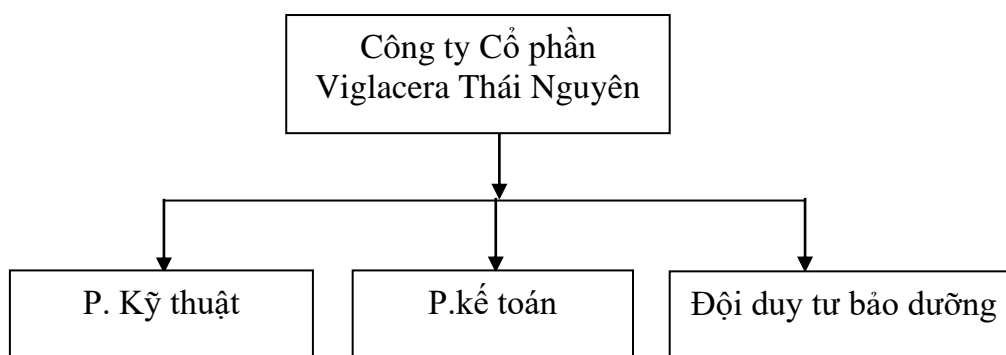 Công ty Cổ phần
Viglacera Thái Nguyên
P. Kỹ thuật
P.kế toán
Đội duy tư bảo dưỡng